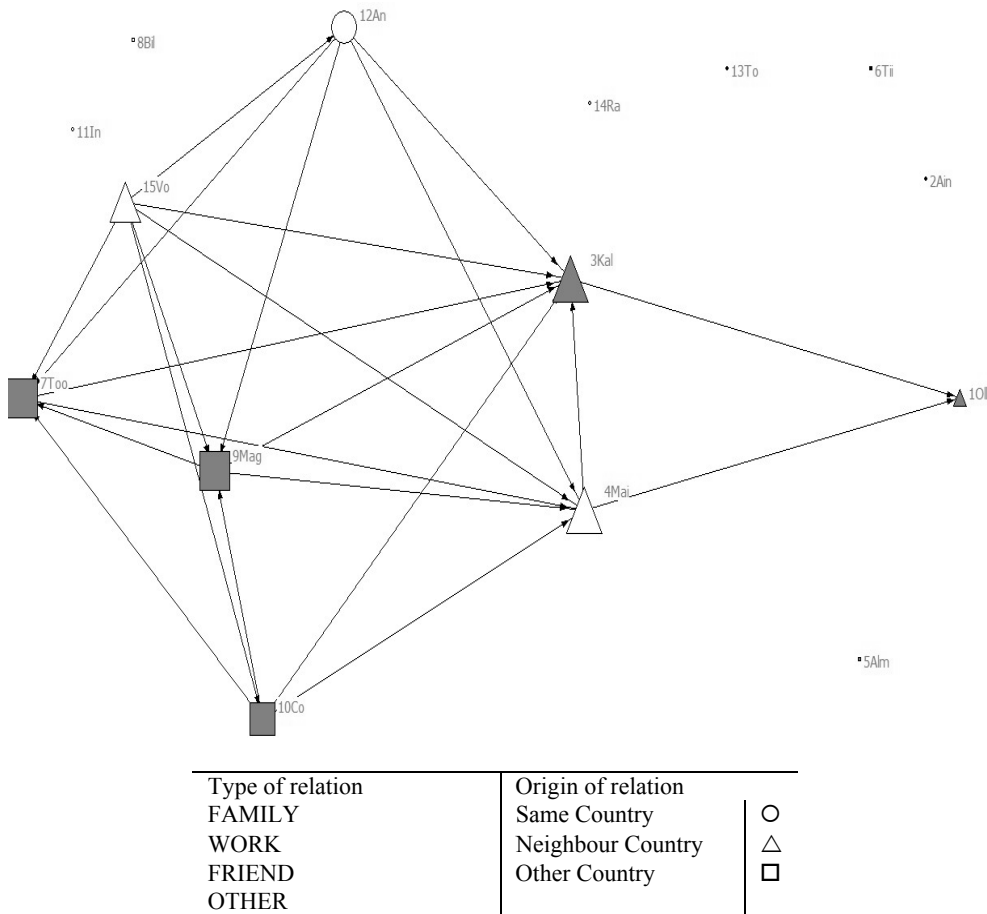 12An
8Bil
13To
6Tii
14Ra
11In
2Ain
15Vo
3Kal
7Too
1Oll
9Mag
4Mai
5Alm
10Co
Type of relation Origin of relation
FAMILY Same Country
WORK Neighbour Country
FRIEND Other Country
OTHER